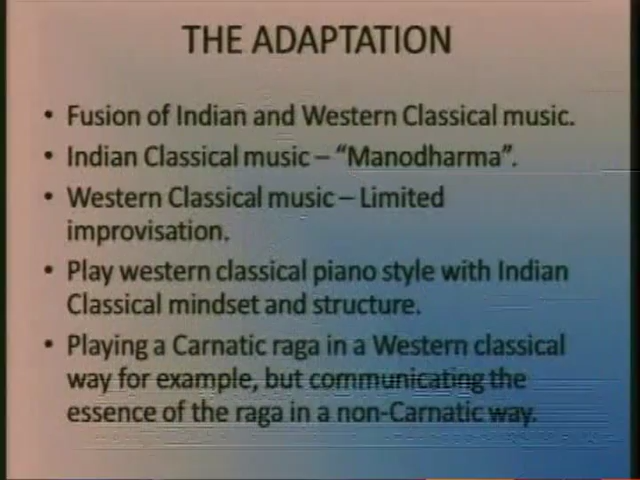 THE ADAPTATION
• Fusion of Indian and Western Classical music.
• Indian Classical music – “Manodharma”.
• Western Classical music – Limited
improvisation.
• Play western classical piano style with Indian
Classical mindset and structure.
• Playing a Carnatic raga in a Western classical
way for example, but communicating the
essence of the raga in a non-Carnatic way.